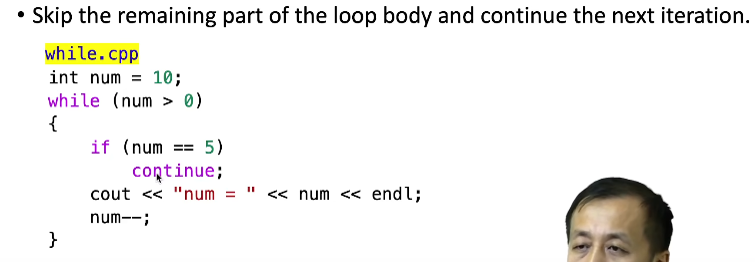 • Skip the remaining part of the loop body and continue the next iteration.
while.cpp
int num = 10;
while (num > 0)
{
    if (num == 5)
        continue;
    cout << "num = " << num << endl;
    num--;
}